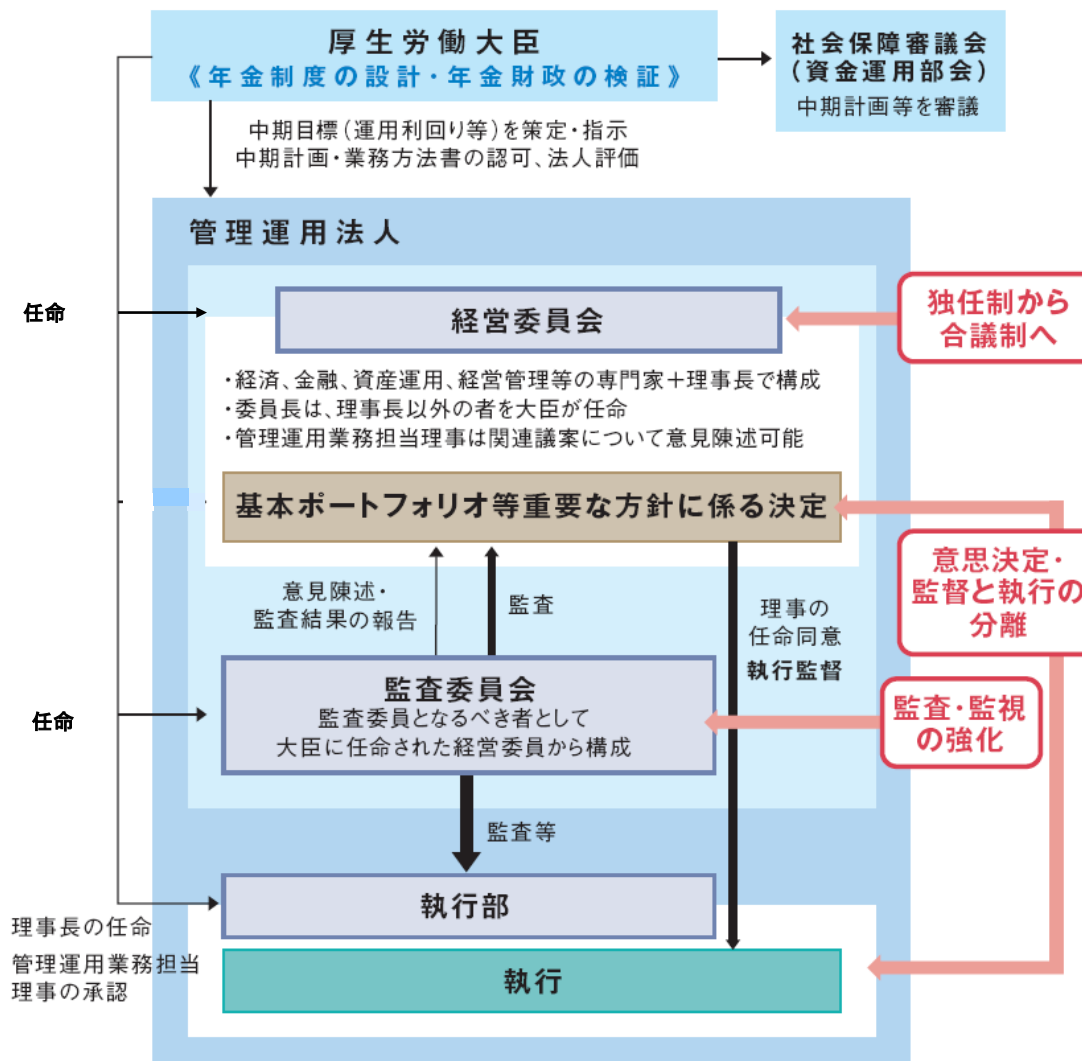 厚生労働大臣
《年金制度の設計・年金財政の検証》
社会保障審議会
(資金運用部会)
中期計画等を審議
中期目標(運用利回り等)を策定・指示
中期計画・業務方法書の認可、法人評価
管理運用法人
任命
経営委員会
独任制から
合議制へ
・経済、金融、資産運用、経営管理等の専門家+理事長で構成
・委員長は、理事長以外の者を大臣が任命
・管理運用業務担当理事は関連議案について意見陳述可能
基本ポートフォリオ等重要な方針に係る決定
意思決定・
監督と執行の
分離
意見陳述・
監査結果の報告
監査
理事の
任命同意
執行監督
任命
監査委員会
監査委員となるべき者として
大臣に任命された経営委員から構成
監査・監視
の強化
監査等
執行部
理事長の任命
管理運用業務担当
理事の承認
執行